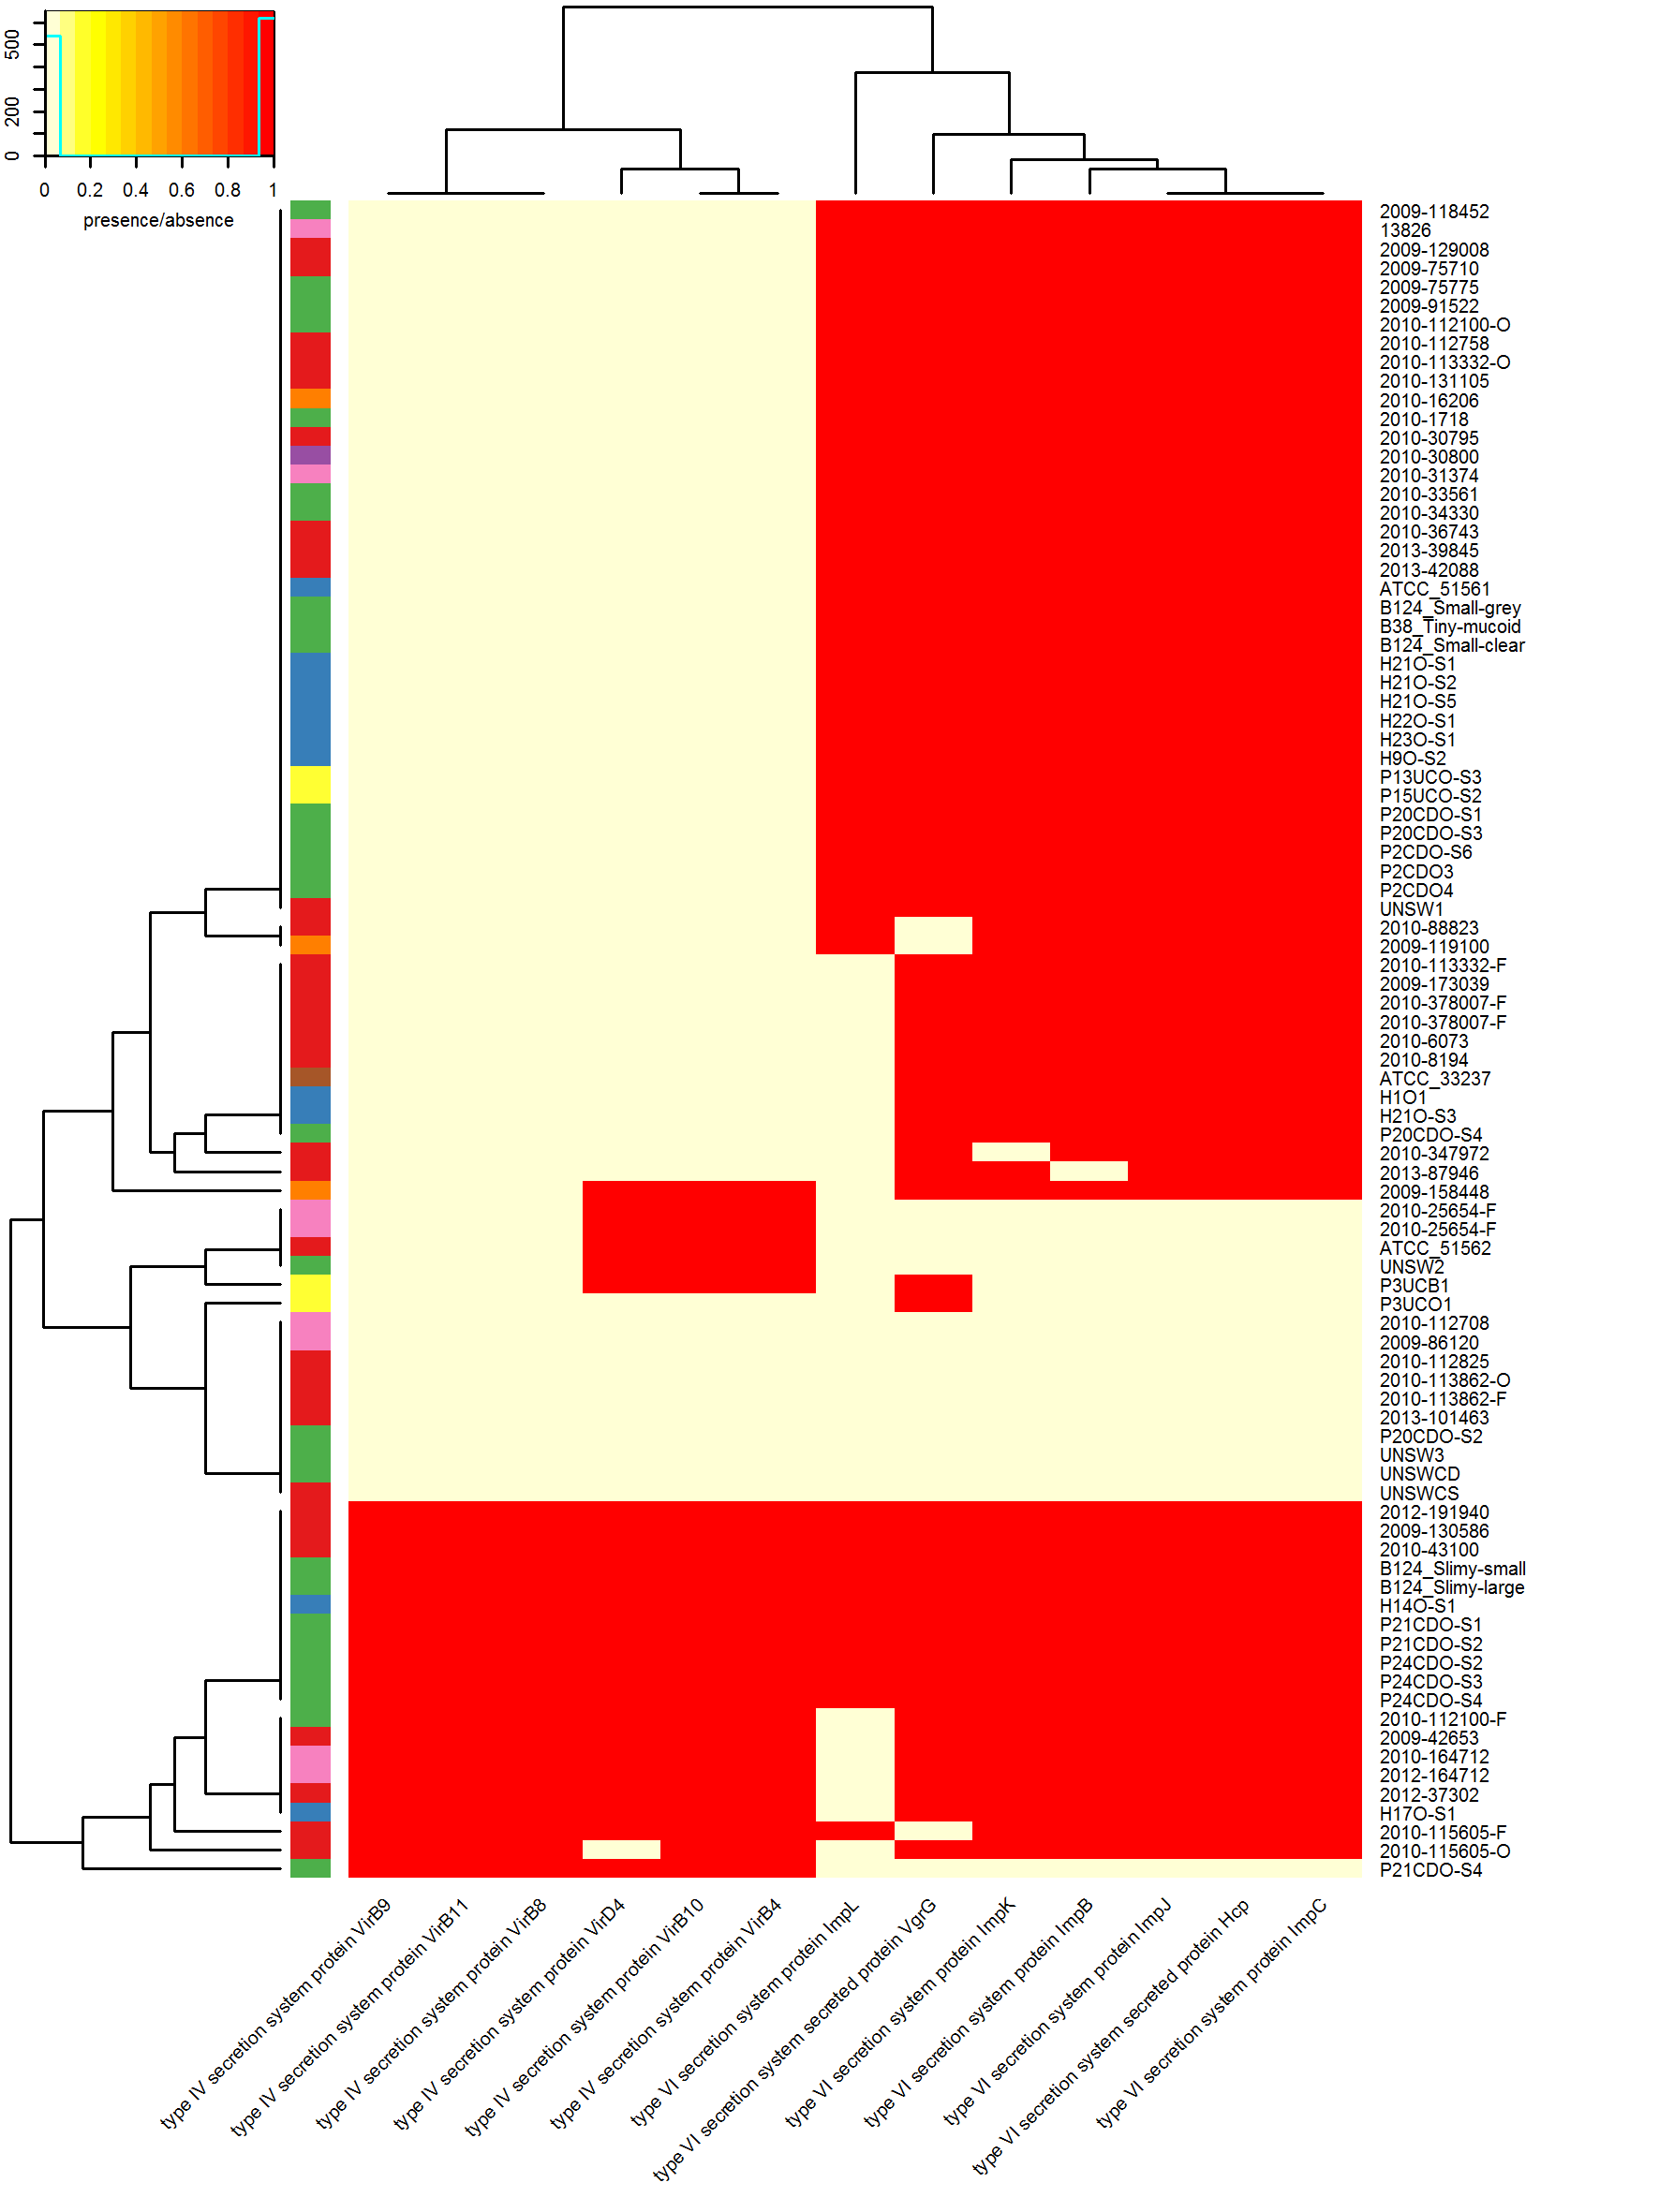 500
200
0
0 0.2 0.4 0.6 0.8 1
presence/absence
2009-118452
13826
2009-129008
2009-75710
2009-75775
2009-91522
2010-112100-O
2010-112758
2010-113332-O
2010-131105
2010-16206
2010-1718
2010-30795
2010-30800
2010-31374
2010-33561
2010-34330
2010-36743
2013-39845
2013-42088
ATCC_51561
B124_Small-grey
B38_Tiny-mucoid
B124_Small-clear
H21O-S1
H21O-S2
H21O-S5
H22O-S1
H23O-S1
H9O-S2
P13UCO-S3
P15UCO-S2
P20CDO-S1
P20CDO-S3
P2CDO-S6
P2CDO3
P2CDO4
UNSW1
2010-88823
2009-119100
2010-113332-F
2009-173039
2010-378007-F
2010-378007-F
2010-6073
2010-8194
ATCC_33237
H1O1
H21O-S3
P20CDO-S4
2010-347972
2013-87946
2009-158448
2010-25654-F
2010-25654-F
ATCC_51562
UNSW2
P3UCB1
P3UCO1
2010-112708
2009-86120
2010-112825
2010-113862-O
2010-113862-F
2013-101463
P20CDO-S2
UNSW3
UNSWCD
UNSWCS
2012-191940
2009-130586
2010-43100
B124_Slimy-small
B124_Slimy-large
H14O-S1
P21CDO-S1
P21CDO-S2
P24CDO-S2
P24CDO-S3
P24CDO-S4
2010-112100-F
2009-42653
2010-164712
2012-164712
2012-37302
H17O-S1
2010-115605-F
2010-115605-O
P21CDO-S4
type IV secretion system protein VirB9
type IV secretion system protein VirB11
type IV secretion system protein VirB8
type IV secretion system protein VirD4
type IV secretion system protein VirB10
type IV secretion system protein VirB4
type VI secretion system protein ImpL
type VI secretion system secreted protein VgrG
type VI secretion system protein ImpK
type VI secretion system protein ImpB
type VI secretion system protein ImpJ
type VI secretion system secreted protein Hcp
type VI secretion system protein ImpC